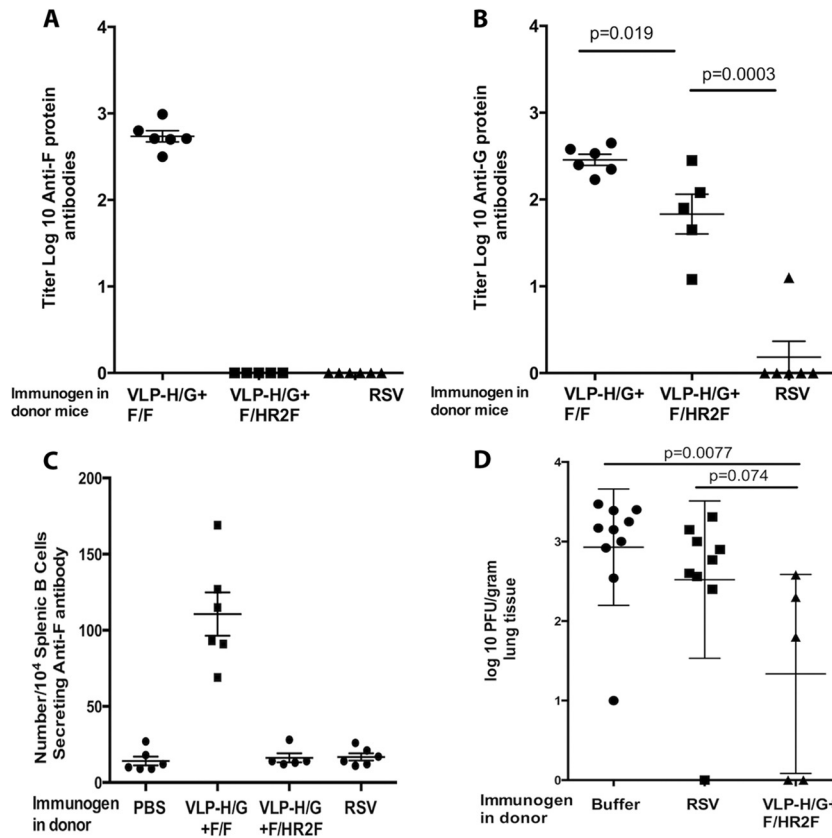 A
Titer Log 10 Anti-F protein
antibodies
4
3
2
1
0
Immunogen in
donor mice
VLP-H/G+
F/F
VLP-H/G+
F/HR2F
RSV
B
Titer Log 10 Anti-G protein
antibodies
4
3
2
1
0
p=0.019
p=0.0003
Immunogen in
donor mice
VLP-H/G+
F/F
VLP-H/G+
F/HR2F
RSV
C
Number/10⁴ Splenic B Cells
Secreting Anti-F antibody
200
150
100
50
0
Immunogen
in donor
PBS
VLP-H/G
+F/F
VLP-H/G
+F/HR2F
RSV
D
log 10 PFU/gram
lung tissue
4
3
2
1
0
p=0.0077
p=0.074
Immunogen
in donor
Buffer
RSV
VLP-H/G+
F/HR2F